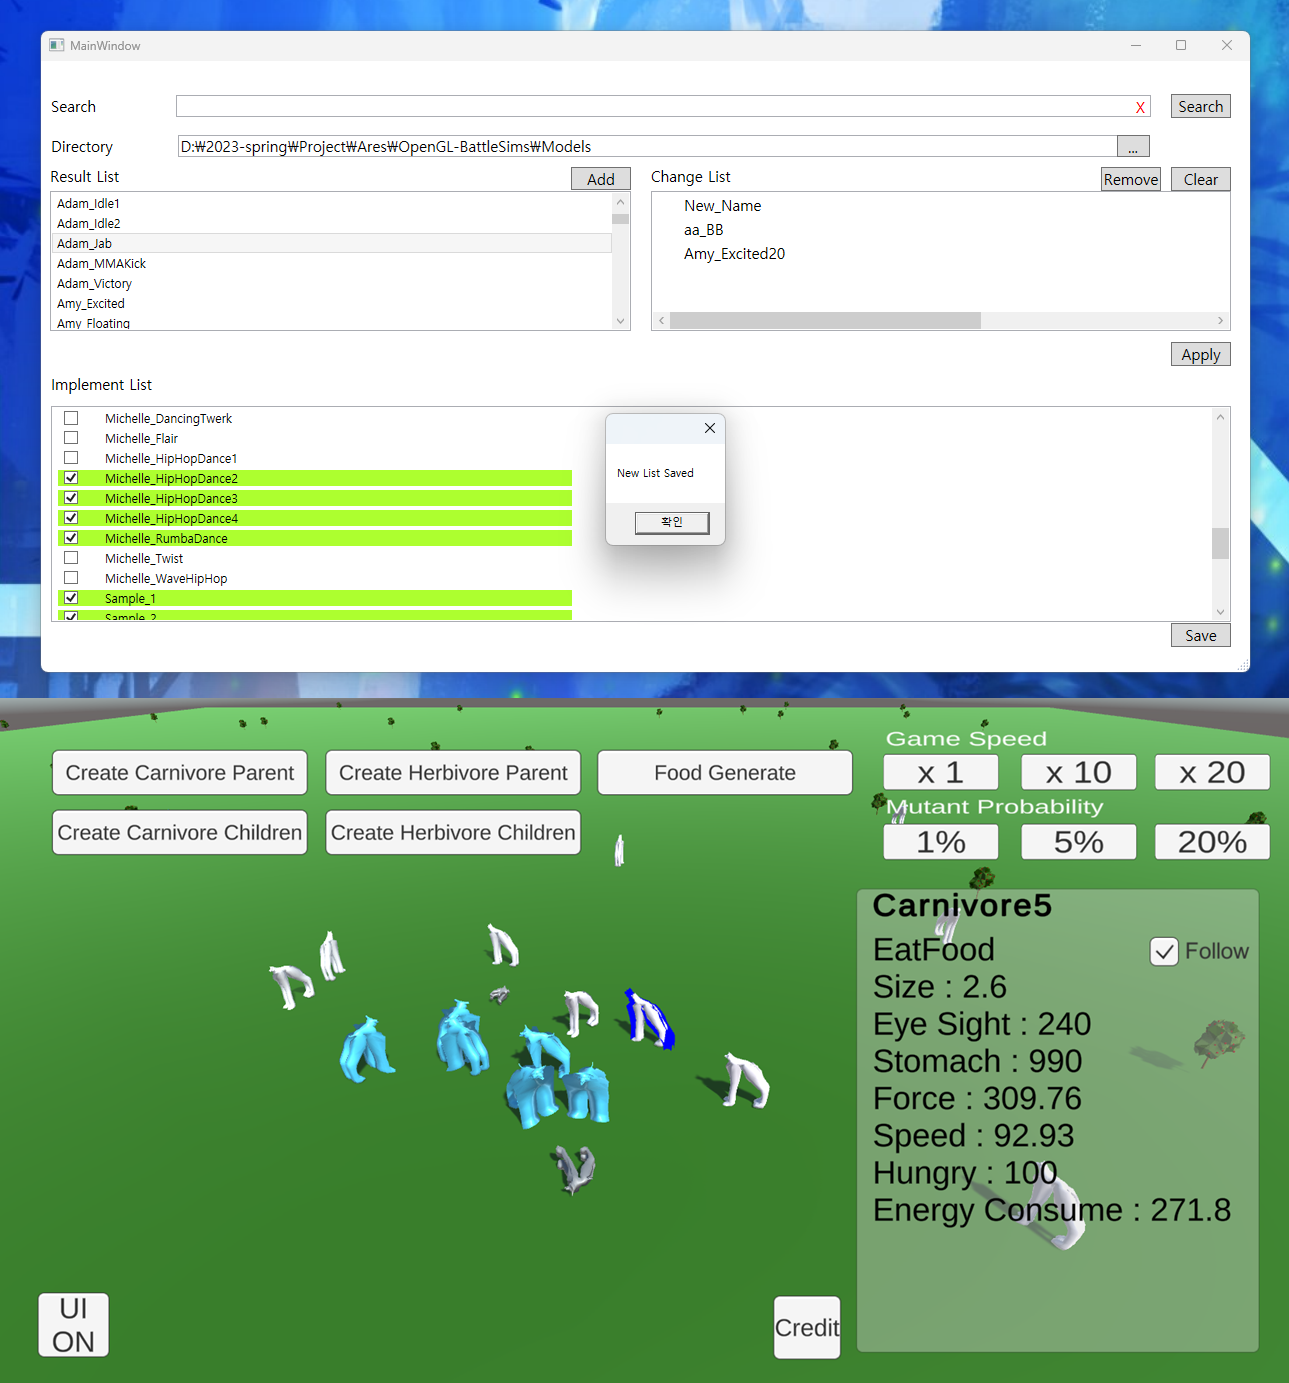 MainWindow
Search
X
Search
Directory
D:₩2023-spring₩Project₩Ares₩OpenGL-BattleSims₩Models
...
Result List
Add
Change List
Remove
Clear
Adam_Idle1
Adam_Idle2
Adam_Jab
Adam_MMAKick
Adam_Victory
Amy_Excited
Amy_Floating
New_Name
aa_BB
Amy_Excited20
Apply
Implement List
Michelle_DancingTwerk
Michelle_Flair
Michelle_HipHopDance1
Michelle_HipHopDance2
Michelle_HipHopDance3
Michelle_HipHopDance4
Michelle_RumbaDance
Michelle_Twist
Michelle_WaveHipHop
Sample_1
Sample_2
New List Saved
확인
Save
Create Carnivore Parent
Create Herbivore Parent
Food Generate
Create Carnivore Children
Create Herbivore Children
Game Speed
x 1
x 10
x 20
Mutant Probability
1%
5%
20%
Carnivore5
EatFood
Follow
Size : 2.6
Eye Sight : 240
Stomach : 990
Force : 309.76
Speed : 92.93
Hungry : 100
Energy Consume : 271.8
UI
ON
Credit